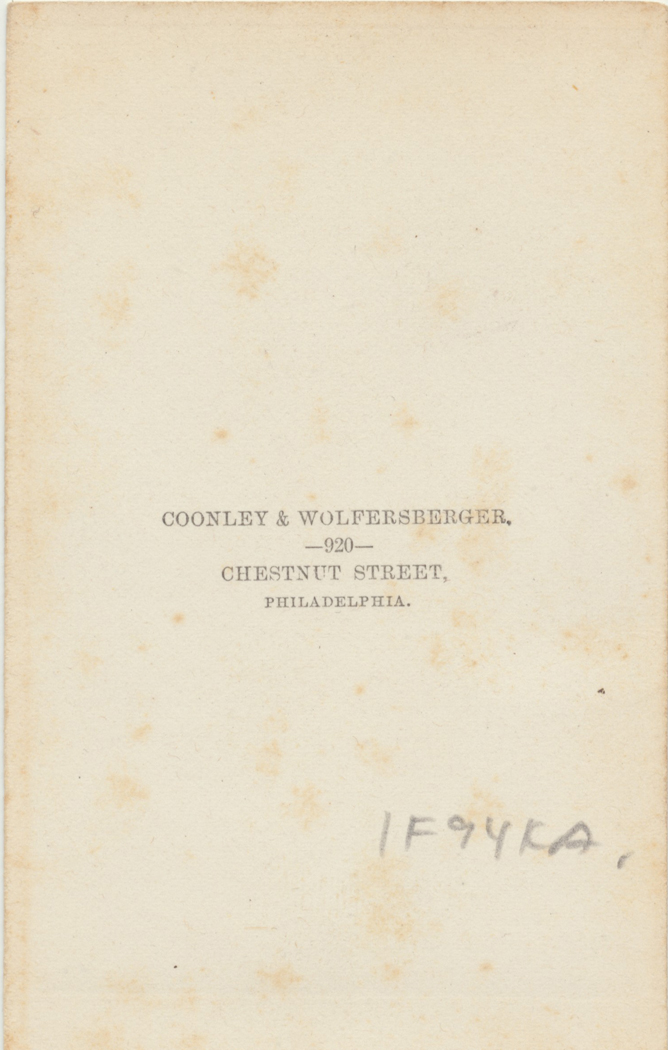 COONLEY & WOLFERSBERGER,
—920—
CHESTNUT STREET,
PHILADELPHIA.
1F94KA,